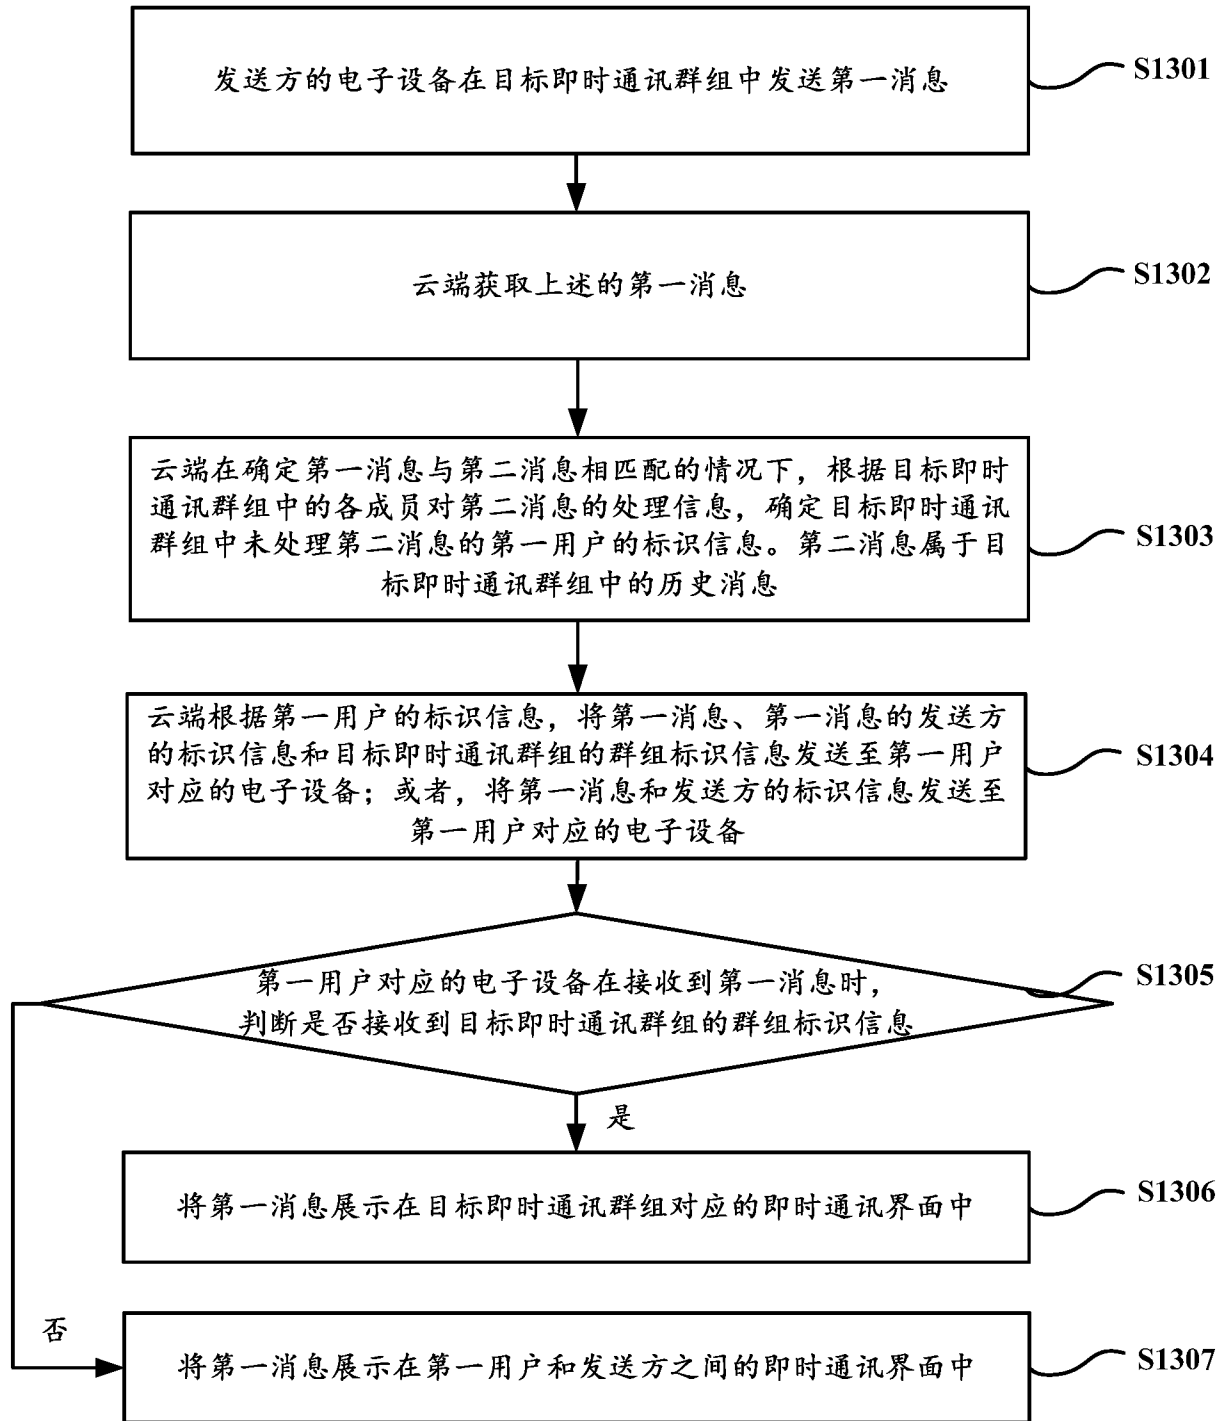 发送方的电子设备在目标即时通讯群组中发送第一消息
S1301
云端获取上述的第一消息
S1302
云端在确定第一消息与第二消息相匹配的情况下，根据目标即时
通讯群组中的各成员对第二消息的处理信息，确定目标即时通讯
群组中未处理第二消息的第一用户的标识信息。第二消息属于目
标即时通讯群组中的历史消息
S1303
云端根据第一用户的标识信息，将第一消息、第一消息的发送方
的标识信息和目标即时通讯群组的群组标识信息发送至第一用户
对应的电子设备；或者，将第一消息和发送方的标识信息发送至
第一用户对应的电子设备
S1304
第一用户对应的电子设备在接收到第一消息时，
判断是否接收到目标即时通讯群组的群组标识信息
S1305
是
将第一消息展示在目标即时通讯群组对应的即时通讯界面中
S1306
否
将第一消息展示在第一用户和发送方之间的即时通讯界面中
S1307